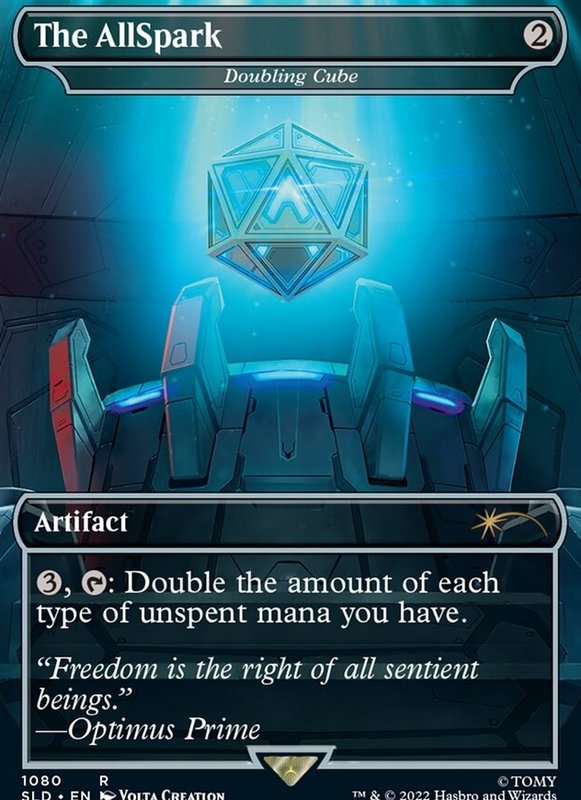 The AllSpark 2
Doubling Cube
Artifact
3, : Double the amount of each
type of unspent mana you have.
“Freedom is the right of all sentient
beings.”
—Optimus Prime
1080 R ©TOMY
SLD • EN VOLTA CREATION ™ & © 2022 Hasbro and Wizards